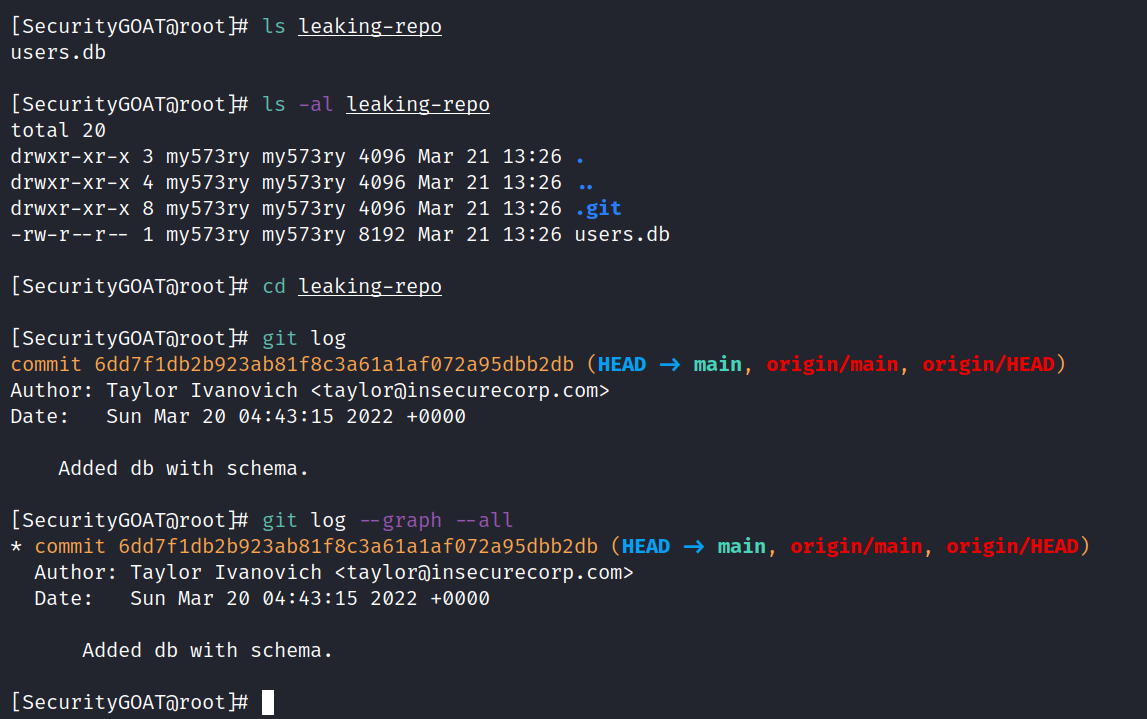 [SecurityGOAT@root]# ls leaking-repo
users.db
[SecurityGOAT@root]# ls -al leaking-repo
total 20
drwxr-xr-x 3 my573ry my573ry 4096 Mar 21 13:26 .
drwxr-xr-x 4 my573ry my573ry 4096 Mar 21 13:26 ..
drwxr-xr-x 8 my573ry my573ry 4096 Mar 21 13:26 .git
-rw-r--r-- 1 my573ry my573ry 8192 Mar 21 13:26 users.db
[SecurityGOAT@root]# cd leaking-repo
[SecurityGOAT@root]# git log
commit 6dd7f1db2b923ab81f8c3a61a1af072a95dbb2db (HEAD -> main, origin/main, origin/HEAD)
Author: Taylor Ivanovich <taylor@insecurecorp.com>
Date:   Sun Mar 20 04:43:15 2022 +0000
    Added db with schema.
[SecurityGOAT@root]# git log --graph --all
* commit 6dd7f1db2b923ab81f8c3a61a1af072a95dbb2db (HEAD -> main, origin/main, origin/HEAD)
  Author: Taylor Ivanovich <taylor@insecurecorp.com>
  Date:   Sun Mar 20 04:43:15 2022 +0000
      Added db with schema.
[SecurityGOAT@root]#